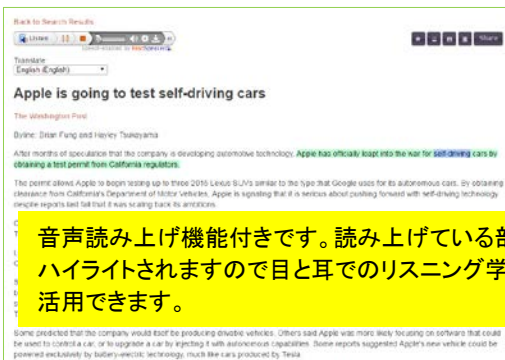 Back to Search Results
Listen
Speech-enabled by ReadSpeaker
Share
Translate
English (English)
Apple is going to test self-driving cars
The Washington Post
Byline: Brian Fung and Hayley Tsukayama
After months of speculation that the company is developing automotive technology, Apple has officially leapt into the war for self-driving cars by
obtaining a test permit from California regulators.
The permit allows Apple to begin testing up to three 2015 Lexus SUVs similar to the type that Google uses for its autonomous cars. By obtaining
clearance from California's Department of Motor Vehicles, Apple is signaling that it is serious about pushing forward with self-driving technology
despite reports last fall that it was scaling back its ambitions.
音声読み上げ機能付きです。読み上げている部
ハイライトされますので目と耳でのリスニング学
活用できます。
Some predicted that the company would itself be producing drivable vehicles. Others said Apple was more likely focusing on software that could
be used to control a car, or to upgrade a car by injecting it with autonomous capabilities. Some reports suggested Apple's new vehicle could be
powered exclusively by battery-electric technology, much like cars produced by Tesla